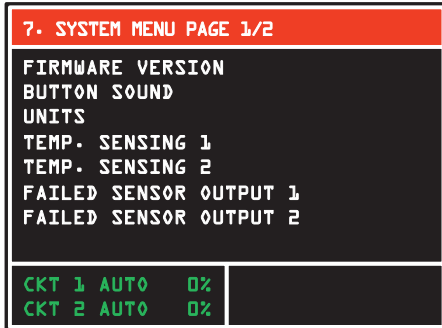 7. SYSTEM MENU PAGE 1/2
FIRMWARE VERSION
BUTTON SOUND
UNITS
TEMP. SENSING 1
TEMP. SENSING 2
FAILED SENSOR OUTPUT 1
FAILED SENSOR OUTPUT 2
CKT 1 AUTO 0%
CKT 2 AUTO 0%